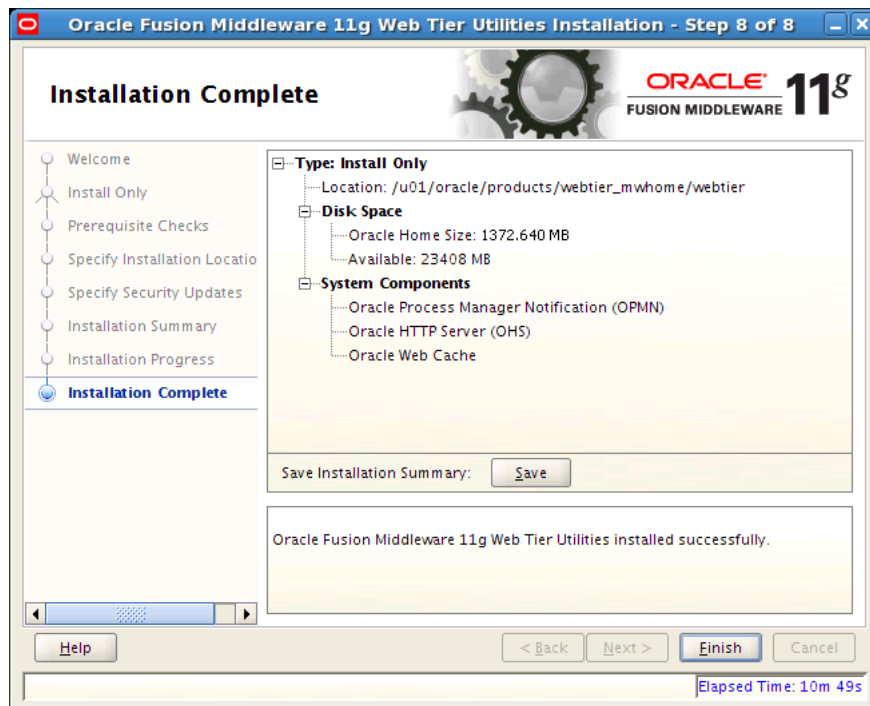 Oracle Fusion Middleware 11g Web Tier Utilities Installation - Step 8 of 8
Installation Complete
ORACLE
FUSION MIDDLEWARE
11g
Welcome
Install Only
Prerequisite Checks
Specify Installation Locatio
Specify Security Updates
Installation Summary
Installation Progress
Installation Complete
Type: Install Only
Location: /u01/oracle/products/webtier_mwhome/webtier
Disk Space
Oracle Home Size: 1372.640 MB
Available: 23408 MB
System Components
Oracle Process Manager Notification (OPMN)
Oracle HTTP Server (OHS)
Oracle Web Cache
Save Installation Summary: Save
Oracle Fusion Middleware 11g Web Tier Utilities installed successfully.
Help < Back Next > Finish Cancel
Elapsed Time: 10m 49s